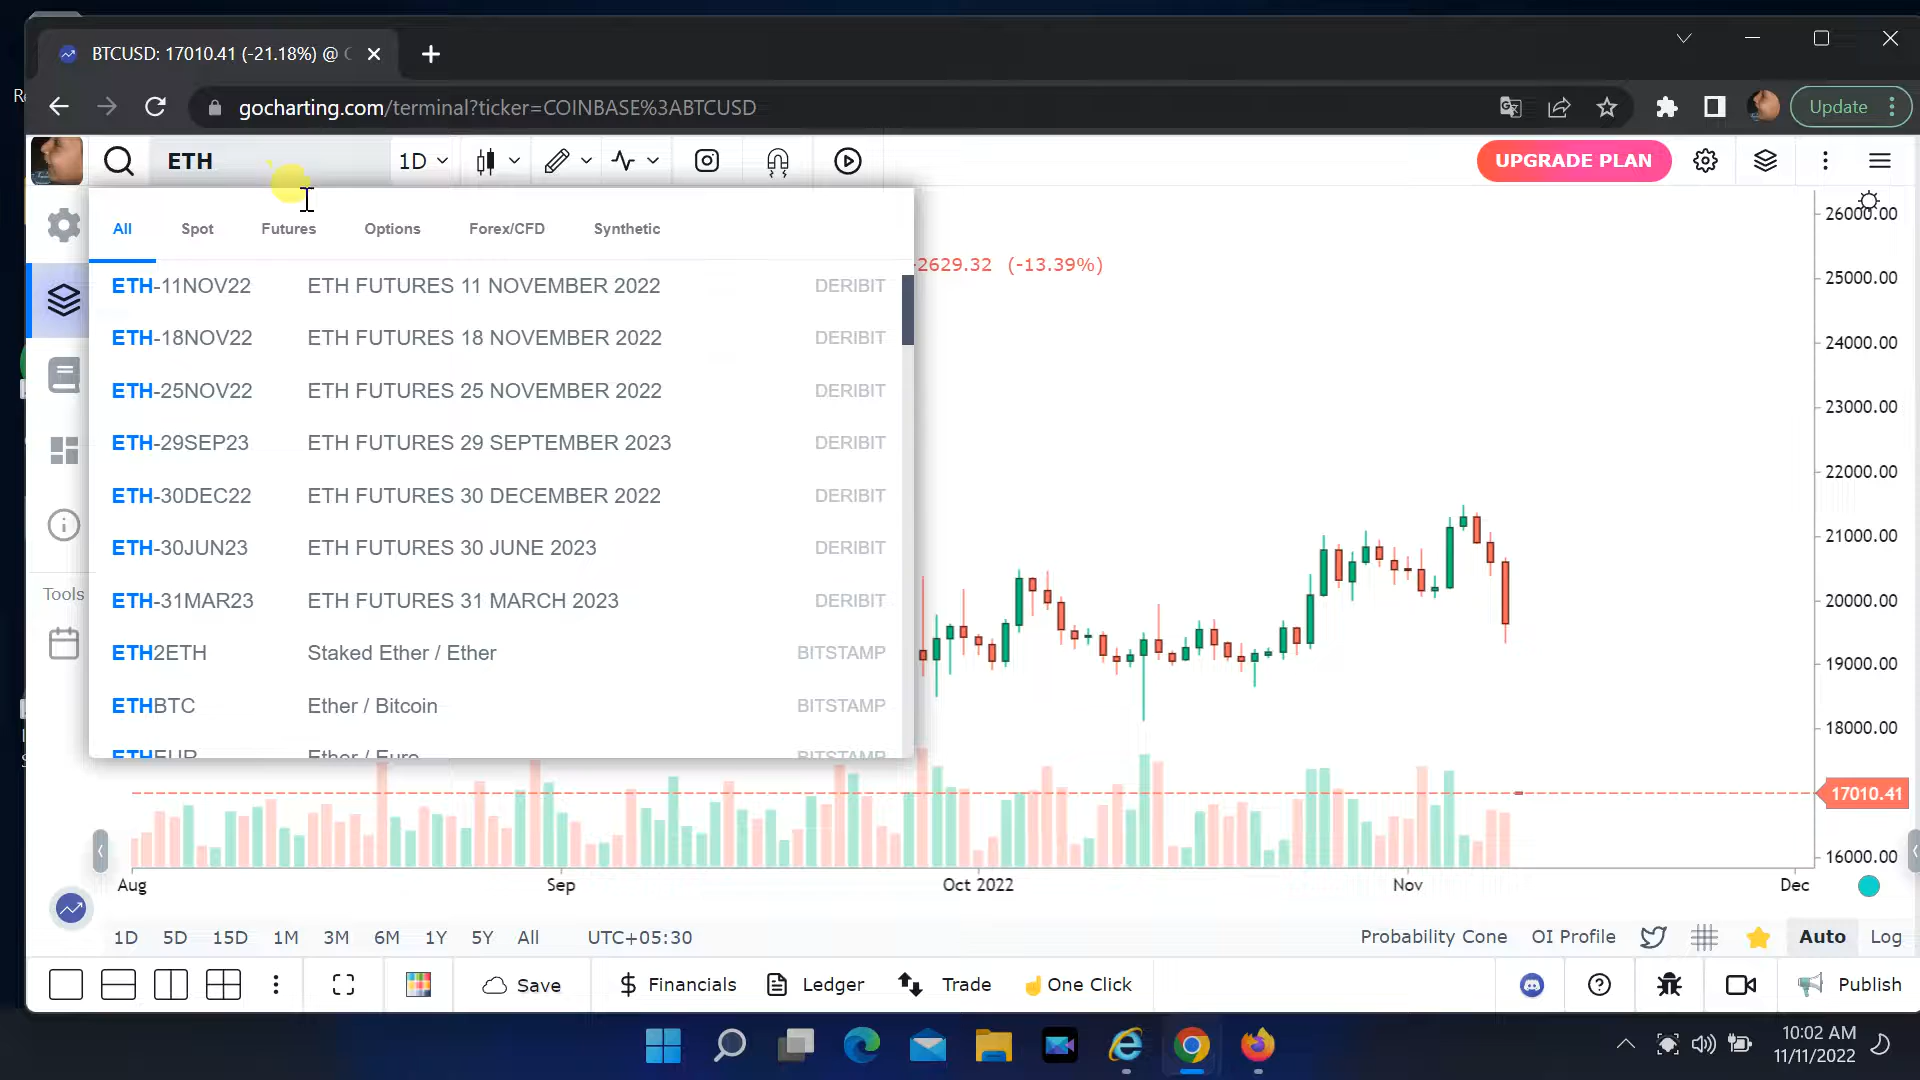 BTCUSD: 17010.41 (-21.18%) @
gocharting.com/terminal?ticker=COINBASE%3ABTCUSD
Update
ETH
1D
UPGRADE PLAN
All Spot Futures Options Forex/CFD Synthetic
ETH-11NOV22 ETH FUTURES 11 NOVEMBER 2022 DERIBIT
ETH-18NOV22 ETH FUTURES 18 NOVEMBER 2022 DERIBIT
ETH-25NOV22 ETH FUTURES 25 NOVEMBER 2022 DERIBIT
ETH-29SEP23 ETH FUTURES 29 SEPTEMBER 2023 DERIBIT
ETH-30DEC22 ETH FUTURES 30 DECEMBER 2022 DERIBIT
ETH-30JUN23 ETH FUTURES 30 JUNE 2023 DERIBIT
ETH-31MAR23 ETH FUTURES 31 MARCH 2023 DERIBIT
ETH2ETH Staked Ether / Ether BITSTAMP
ETHBTC Ether / Bitcoin BITSTAMP
ETHEUR Ether / Euro BITSTAMP
Tools
2629.32 (-13.39%)
26000.00
25000.00
24000.00
23000.00
22000.00
21000.00
20000.00
19000.00
18000.00
17010.41
16000.00
Aug Sep Oct 2022 Nov Dec
1D 5D 15D 1M 3M 6M 1Y 5Y All UTC+05:30
Probability Cone OI Profile Auto Log
Save Financials Ledger Trade One Click Publish
10:02 AM
11/11/2022